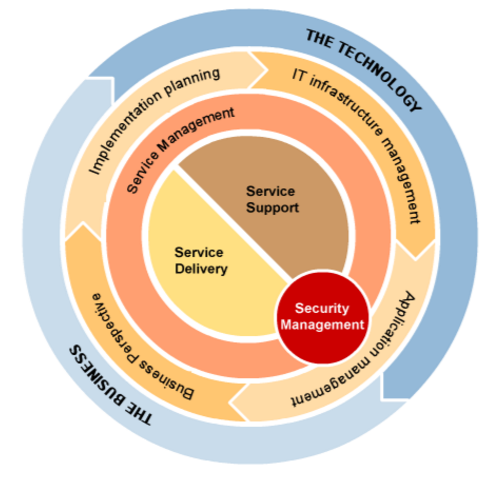 THE TECHNOLOGY
Implementation planning
IT infrastructure management
Service Management
Service
Support
Service
Delivery
Security
Management
Application management
Business Perspective
THE BUSINESS